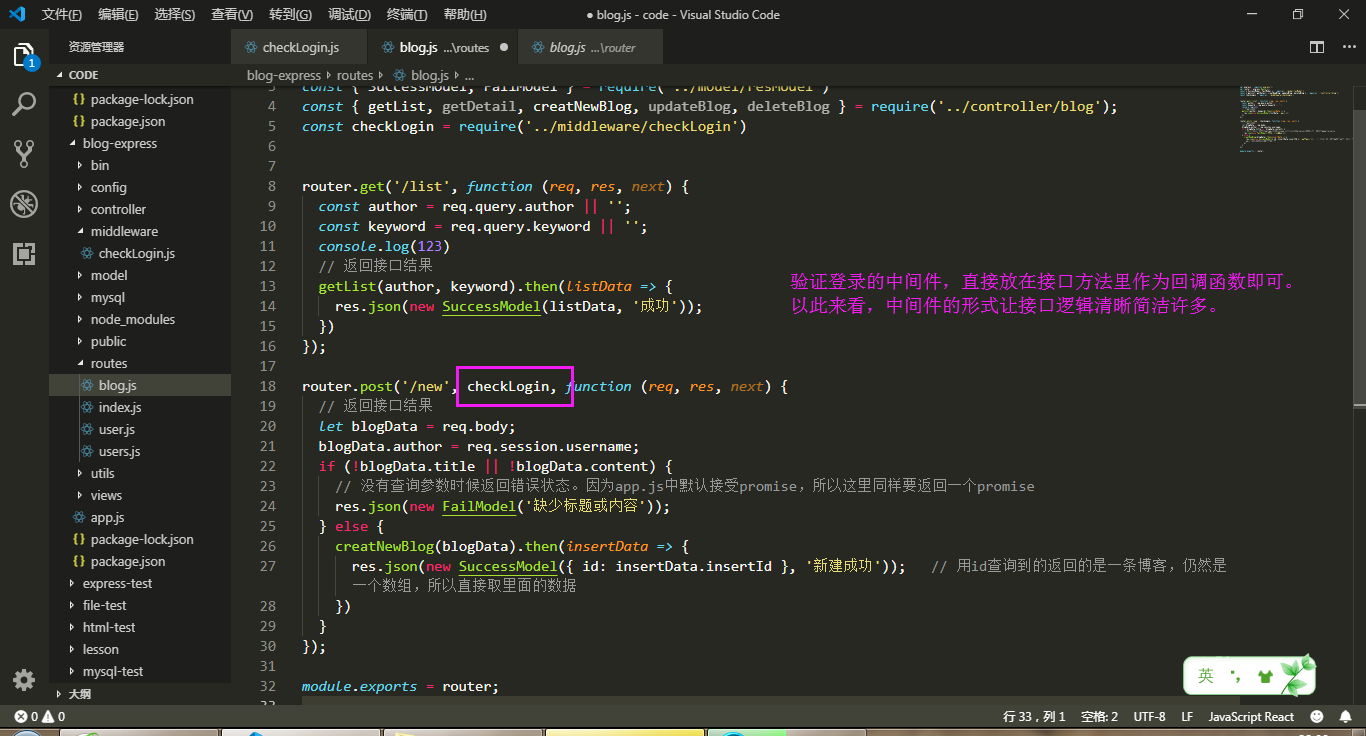 文件(F) 编辑(E) 选择(S) 查看(V) 转到(G) 调试(D) 终端(T) 帮助(H) ● blog.js - code - Visual Studio Code
资源管理器
checkLogin.js blog.js ...\routes ● blog.js ...\router
CODE
blog-express routes blog.js ...
1
package-lock.json
package.json
blog-express
bin
config
controller
middleware
checkLogin.js
model
mysql
node_modules
public
routes
blog.js
index.js
user.js
users.js
utils
views
app.js
package-lock.json
package.json
express-test
file-test
html-test
lesson
mysql-test
大纲
3 const { SuccessModel, FailModel } = require('../model/resModel')
4 const { getList, getDetail, creatNewBlog, updateBlog, deleteBlog } = require('../controller/blog');
5 const checkLogin = require('../middleware/checkLogin')
6
7
8 router.get('/list', function (req, res, next) {
9 const author = req.query.author || '';
10 const keyword = req.query.keyword || '';
11 console.log(123)
12 // 返回接口结果
13 getList(author, keyword).then(listData => {
14 res.json(new SuccessModel(listData, '成功'));
15 })
16 });
17
18 router.post('/new', checkLogin, function (req, res, next) {
19 // 返回接口结果
20 let blogData = req.body;
21 blogData.author = req.session.username;
22 if (!blogData.title || !blogData.content) {
23 // 没有查询参数时候返回错误状态。因为app.js中默认接受promise，所以这里同样要返回一个promise
24 res.json(new FailModel('缺少标题或内容'));
25 } else {
26 creatNewBlog(blogData).then(insertData => {
27 res.json(new SuccessModel({ id: insertData.insertId }, '新建成功')); // 用id查询到的返回的是一条博客，仍然是
一个数组，所以直接取里面的数据
28 })
29 }
30 });
31
32 module.exports = router;
33
验证登录的中间件，直接放在接口方法里作为回调函数即可。
以此来看，中间件的形式让接口逻辑清晰简洁许多。
英
0 0 行 33，列 1 空格: 2 UTF-8 LF JavaScript React